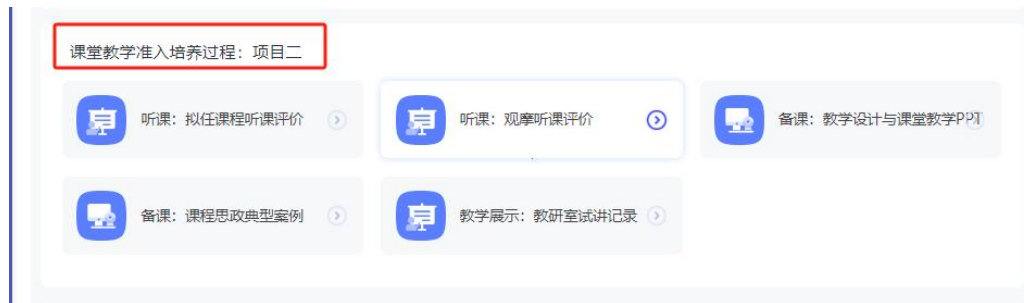 课堂教学准入培养过程：项目二
听课：拟任课程听课评价
听课：观摩听课评价
备课：教学设计与课堂教学PPT
备课：课程思政典型案例
教学展示：教研室试讲记录